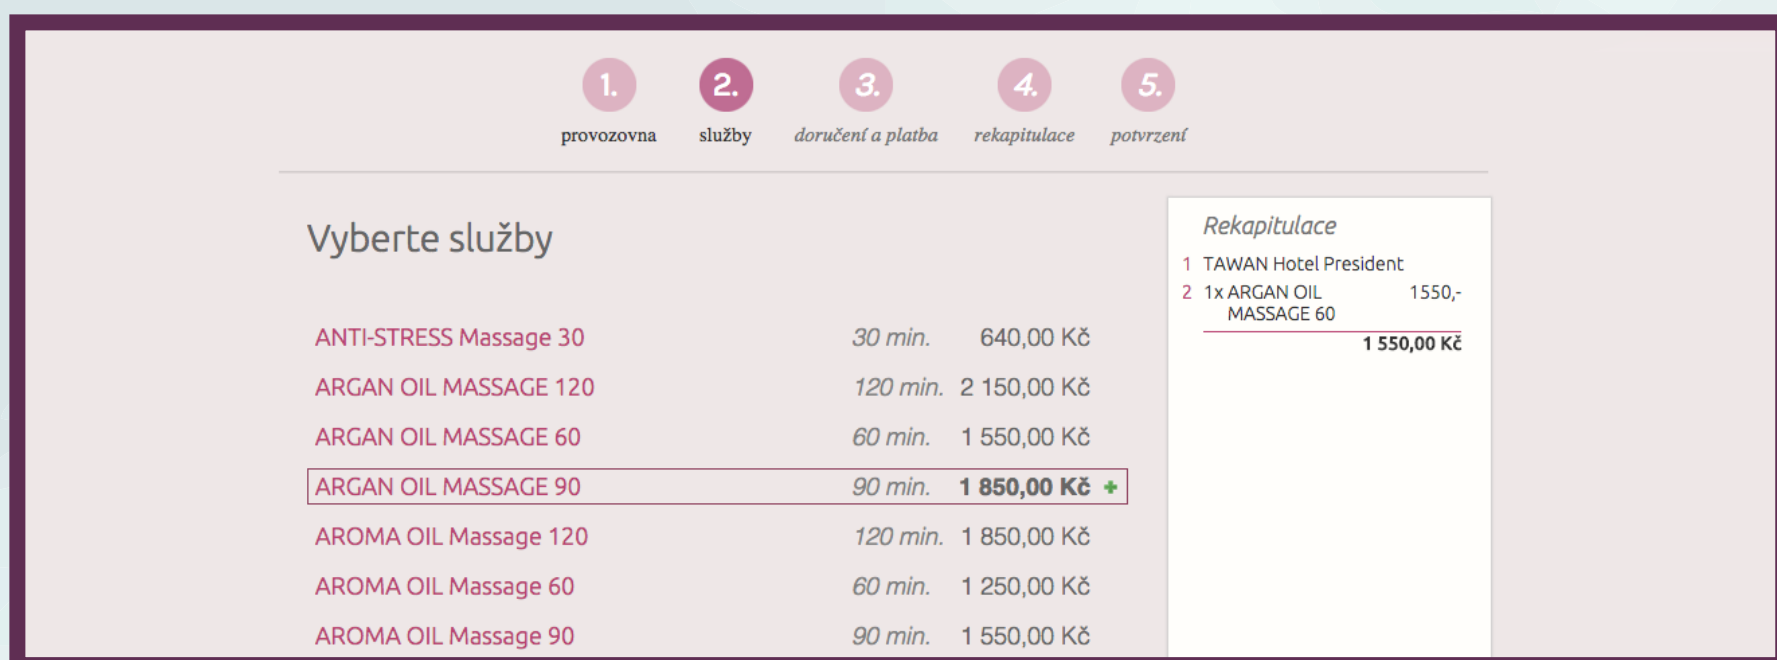 1. 2. 3. 4. 5.
provozovna služby doručení a platba rekapitulace potvrzení
Vyberte služby
ANTI-STRESS Massage 30 30 min. 640,00 Kč
ARGAN OIL MASSAGE 120 120 min. 2 150,00 Kč
ARGAN OIL MASSAGE 60 60 min. 1 550,00 Kč
ARGAN OIL MASSAGE 90 90 min. 1 850,00 Kč +
AROMA OIL Massage 120 120 min. 1 850,00 Kč
AROMA OIL Massage 60 60 min. 1 250,00 Kč
AROMA OIL Massage 90 90 min. 1 550,00 Kč
Rekapitulace
1 TAWAN Hotel President
2 1x ARGAN OIL 1550,-
MASSAGE 60
1 550,00 Kč